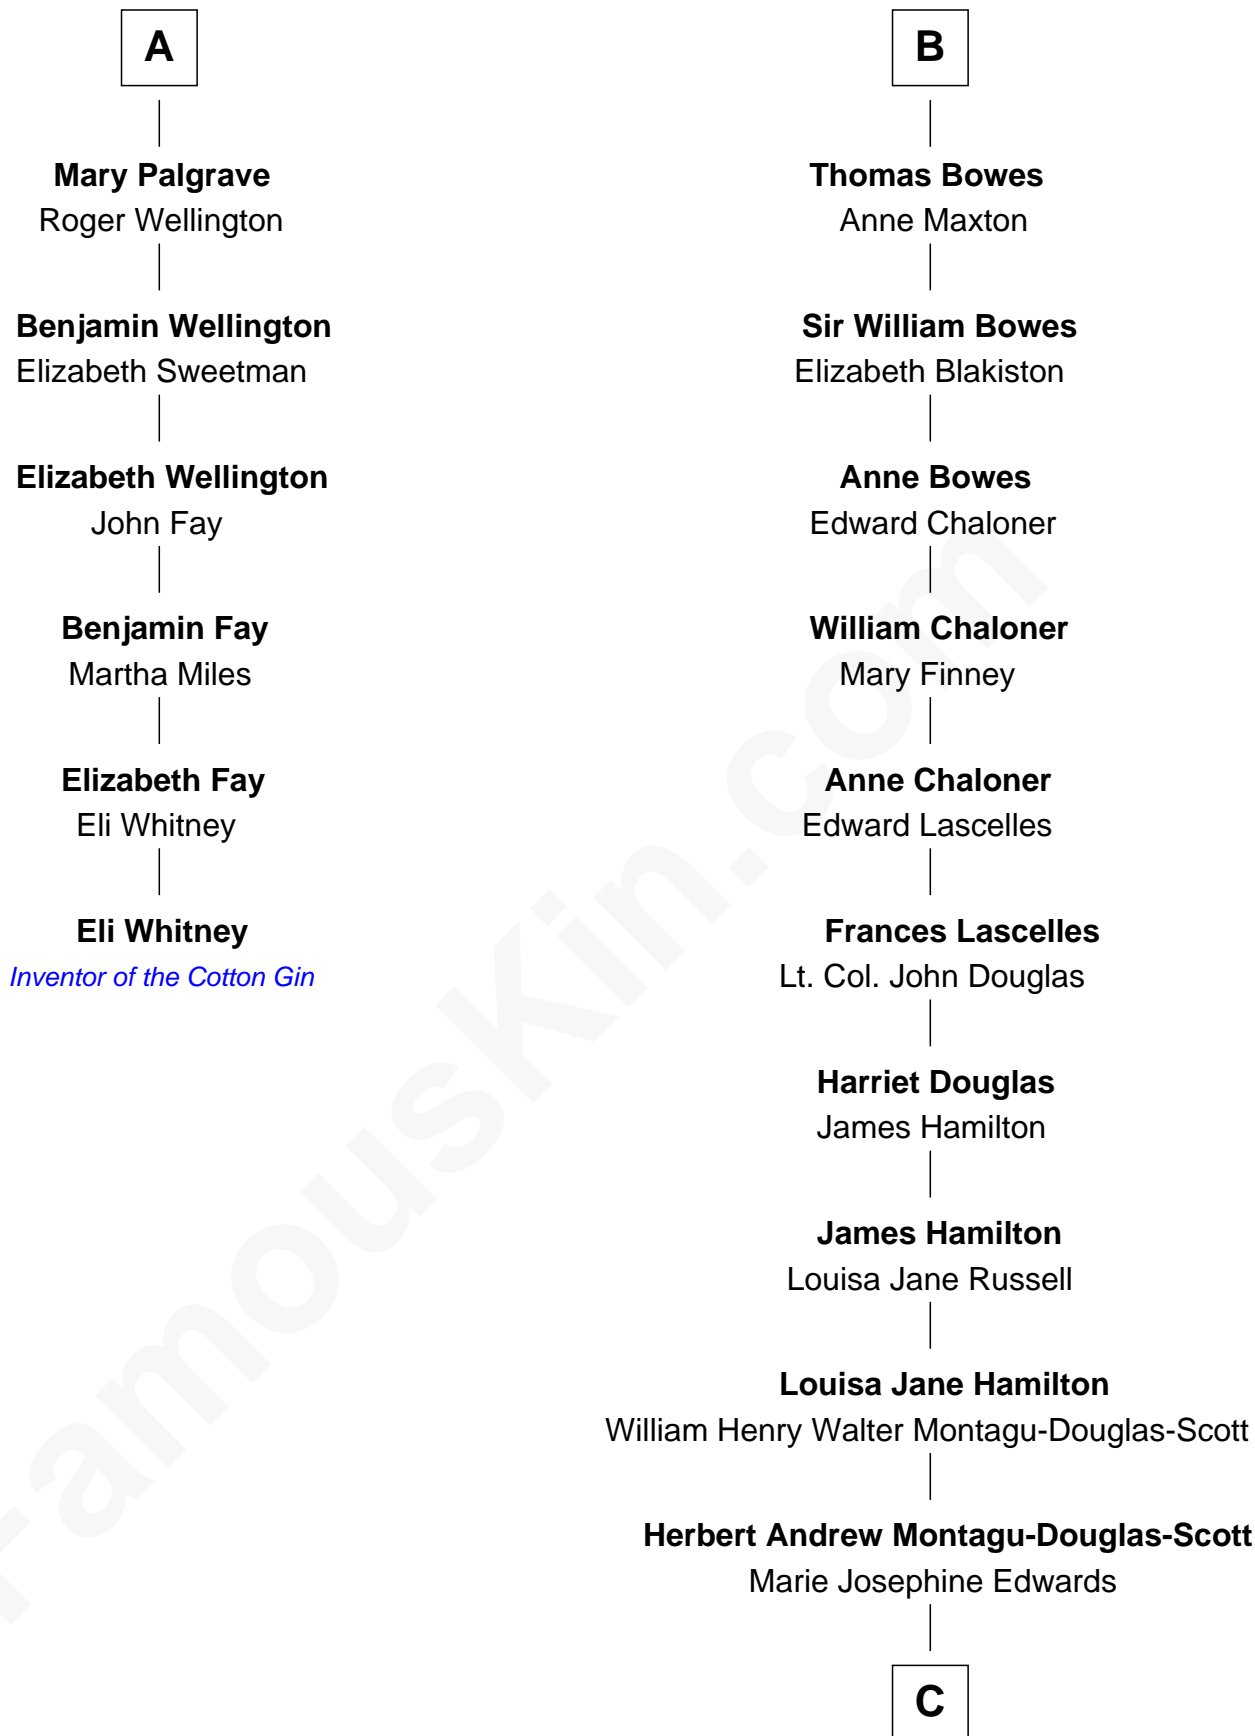 A
Mary Palgrave
Roger Wellington
Benjamin Wellington
Elizabeth Sweetman
Elizabeth Wellington
John Fay
Benjamin Fay
Martha Miles
Elizabeth Fay
Eli Whitney
Eli Whitney
Inventor of the Cotton Gin
B
Thomas Bowes
Anne Maxton
Sir William Bowes
Elizabeth Blakiston
Anne Bowes
Edward Chaloner
William Chaloner
Mary Finney
Anne Chaloner
Edward Lascelles
Frances Lascelles
Lt. Col. John Douglas
Harriet Douglas
James Hamilton
James Hamilton
Louisa Jane Russell
Louisa Jane Hamilton
William Henry Walter Montagu-Douglas-Scott
Herbert Andrew Montagu-Douglas-Scott
Marie Josephine Edwards
C
FamousKin.com